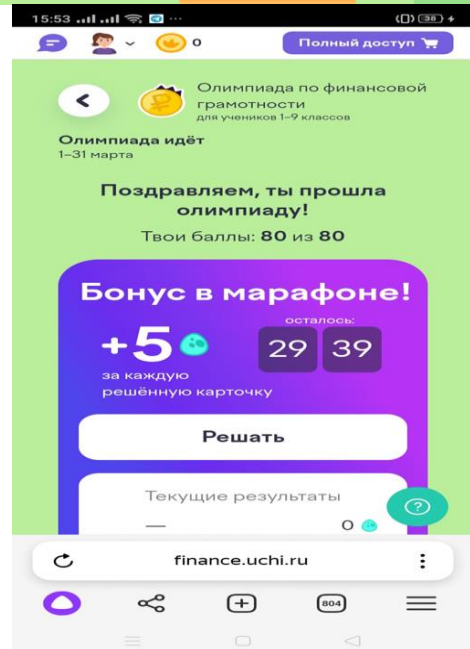 15:53
38
0
Полный доступ
Олимпиада по финансовой
грамотности
для учеников 1–9 классов
Олимпиада идёт
1–31 марта
Поздравляем, ты прошла
олимпиаду!
Твои баллы: 80 из 80
Бонус в марафоне!
осталось:
+5
29 39
за каждую
решённую карточку
Решать
Текущие результаты
—
0
?
finance.uchi.ru
804